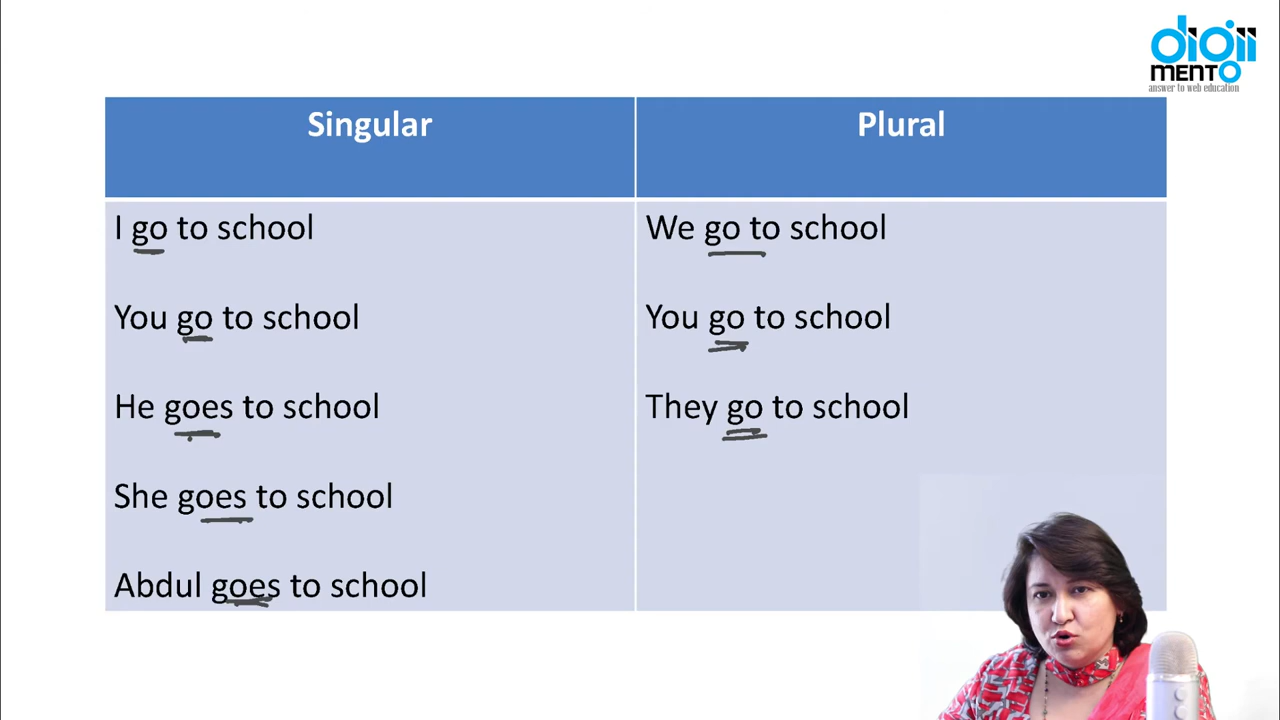 digii
MENTO
answer to web education
Singular
Plural
I go to school
We go to school
You go to school
You go to school
He goes to school
They go to school
She goes to school
Abdul goes to school